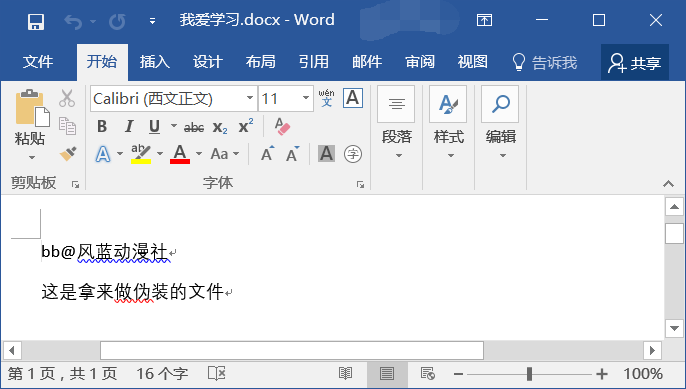 我爱学习.docx - Word
文件 开始 插入 设计 布局 引用 邮件 审阅 视图 告诉我 共享
粘贴
剪贴板
Calibri (西文正文) 11 wén 文 A
B I U abc X₂ X²
A aby A Aa A A A 字
字体
段落
样式
编辑
bb@风蓝动漫社
这是拿来做伪装的文件
第 1 页，共 1 页 16 个字 100%